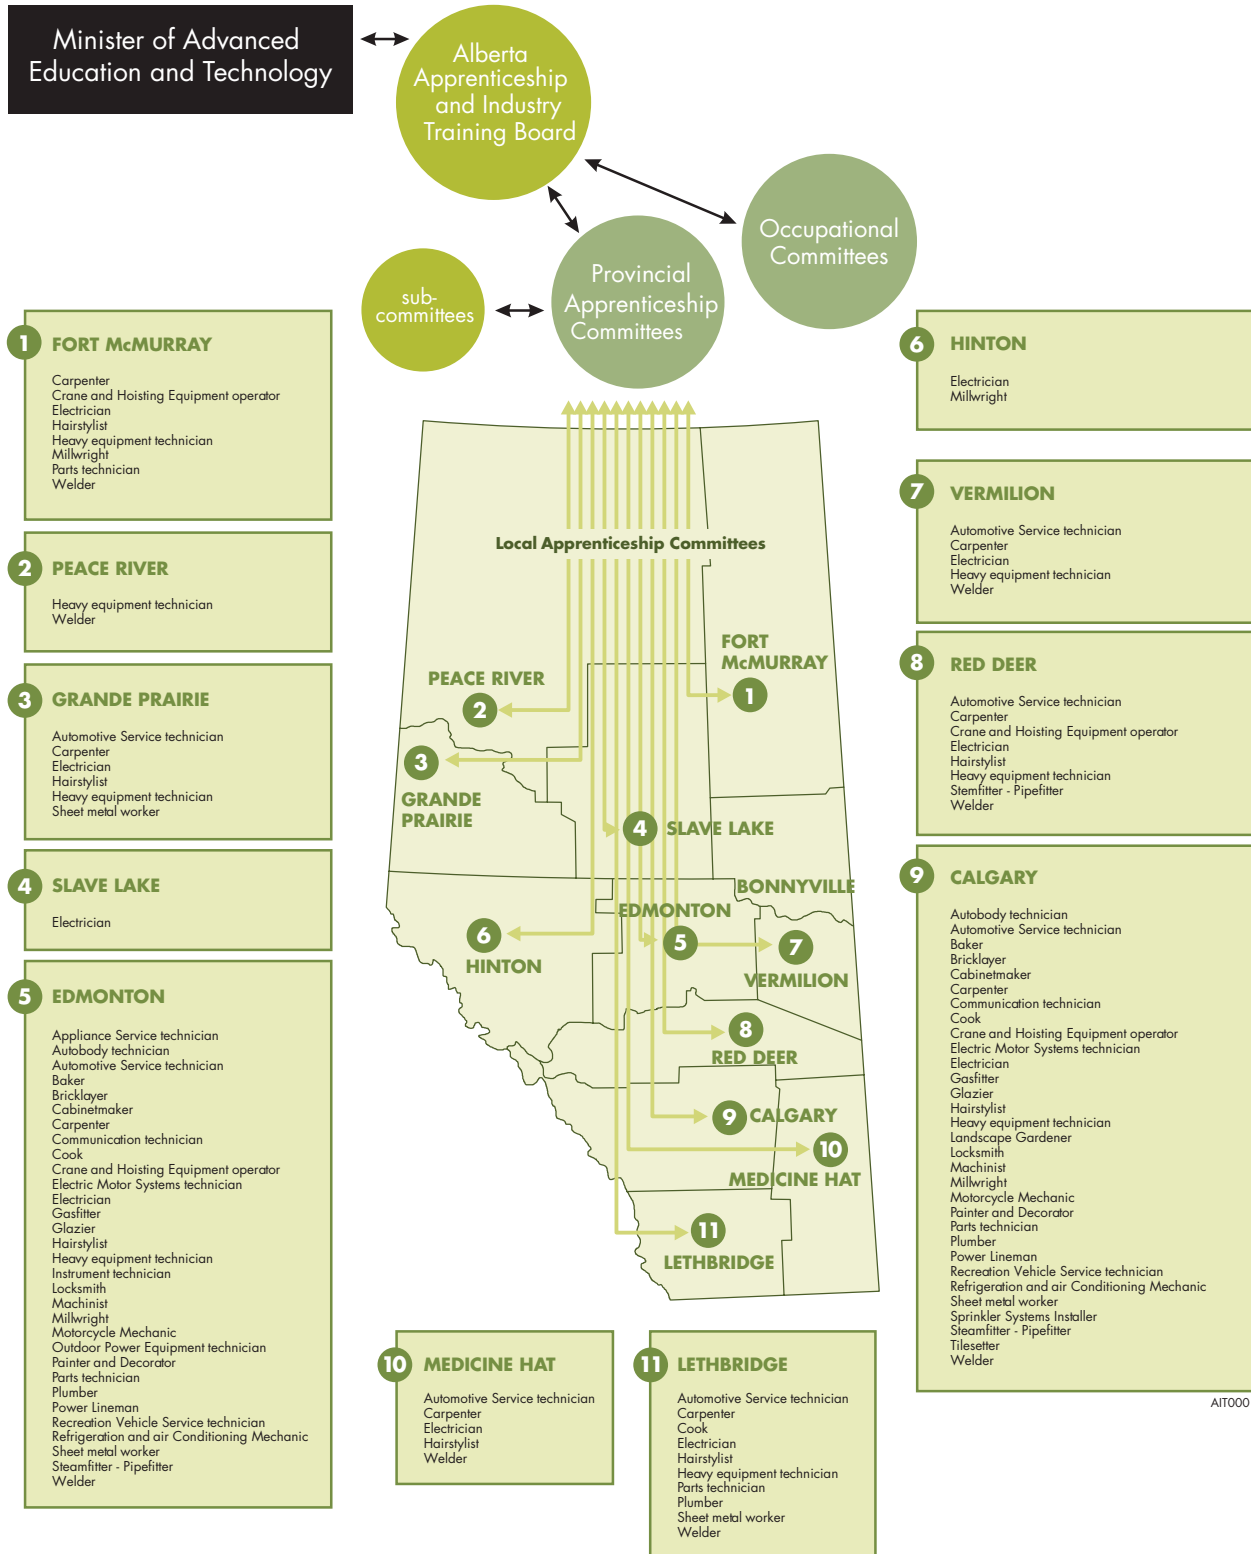 Minister of Advanced
Education and Technology
Alberta
Apprenticeship
and Industry
Training Board
Occupational
Committees
Provincial
Apprenticeship
Committees
sub-
committees
1 FORT McMURRAY
Carpenter
Crane and Hoisting Equipment operator
Electrician
Hairstylist
Heavy equipment technician
Millwright
Parts technician
Welder
2 PEACE RIVER
Heavy equipment technician
Welder
3 GRANDE PRAIRIE
Automotive Service technician
Carpenter
Electrician
Hairstylist
Heavy equipment technician
Sheet metal worker
4 SLAVE LAKE
Electrician
5 EDMONTON
Appliance Service technician
Autobody technician
Automotive Service technician
Baker
Bricklayer
Cabinetmaker
Carpenter
Communication technician
Cook
Crane and Hoisting Equipment operator
Electric Motor Systems technician
Electrician
Gasfitter
Glazier
Hairstylist
Heavy equipment technician
Instrument technician
Locksmith
Machinist
Millwright
Motorcycle Mechanic
Outdoor Power Equipment technician
Painter and Decorator
Parts technician
Plumber
Power Lineman
Recreation Vehicle Service technician
Refrigeration and air Conditioning Mechanic
Sheet metal worker
Steamfitter - Pipefitter
Welder
Local Apprenticeship Committees
FORT
McMURRAY
1
PEACE RIVER
2
3
GRANDE
PRAIRIE
4 SLAVE LAKE
BONNYVILLE
EDMONTON
5
6
HINTON
7
VERMILION
8
RED DEER
9 CALGARY
10
MEDICINE HAT
11
LETHBRIDGE
6 HINTON
Electrician
Millwright
7 VERMILION
Automotive Service technician
Carpenter
Electrician
Heavy equipment technician
Welder
8 RED DEER
Automotive Service technician
Carpenter
Crane and Hoisting Equipment operator
Electrician
Hairstylist
Heavy equipment technician
Stemfitter - Pipefitter
Welder
9 CALGARY
Autobody technician
Automotive Service technician
Baker
Bricklayer
Cabinetmaker
Carpenter
Communication technician
Cook
Crane and Hoisting Equipment operator
Electric Motor Systems technician
Electrician
Gasfitter
Glazier
Hairstylist
Heavy equipment technician
Landscape Gardener
Locksmith
Machinist
Millwright
Motorcycle Mechanic
Painter and Decorator
Parts technician
Plumber
Power Lineman
Recreation Vehicle Service technician
Refrigeration and air Conditioning Mechanic
Sheet metal worker
Sprinkler Systems Installer
Steamfitter - Pipefitter
Tilesetter
Welder
10 MEDICINE HAT
Automotive Service technician
Carpenter
Electrician
Hairstylist
Welder
11 LETHBRIDGE
Automotive Service technician
Carpenter
Cook
Electrician
Hairstylist
Heavy equipment technician
Parts technician
Plumber
Sheet metal worker
Welder
AIT000